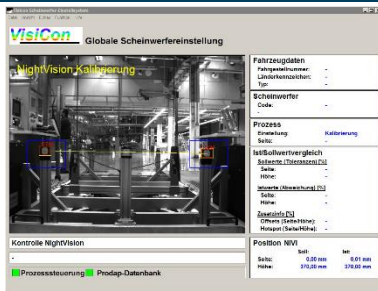 VisiCon Globale Scheinwerfereinstellung
NightVision Kalibrierung
Fahrzeugdaten
Fahrgestellnummer: -
Länderkennzeichen: -
Typ: -
Scheinwerfer
Code: -
-
Prozess
Einstellung: Kalibrierung
Seite: -
Ist/Sollwertvergleich
Sollwerte (Toleranzen) [%]
Seite: -
Höhe: -
Istwerte (Abweichung) [%]
Seite: -
Höhe: -
Zusatzinfo [%]
Offsets (Seite/Höhe): -
Hotspot (Seite/Höhe): -
Kontrolle NightVision
-
Position NIVI
Soll: Ist:
Seite: 0,00 mm 0,01 mm
Höhe: 370,00 mm 370,00 mm
Prozesssteuerung Prodap-Datenbank